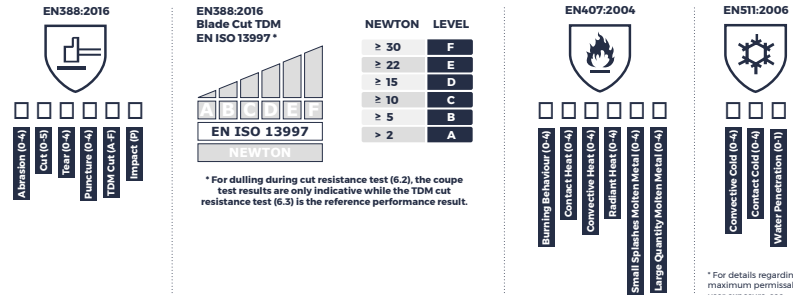 EN388:2016
Abrasion (0-4)
Cut (0-5)
Tear (0-4)
Puncture (0-4)
TDM Cut (A-F)
Impact (P)
EN388:2016
Blade Cut TDM
EN ISO 13997 *
A B C D E F
EN ISO 13997
NEWTON
NEWTON LEVEL
≥ 30 F
≥ 22 E
≥ 15 D
≥ 10 C
≥ 5 B
> 2 A
* For dulling during cut resistance test (6.2), the coupe
test results are only indicative while the TDM cut
resistance test (6.3) is the reference performance result.
EN407:2004
Burning Behaviour (0-4)
Contact Heat (0-4)
Convective Heat (0-4)
Radiant Heat (0-4)
Small Splashes Molten Metal (0-4)
Large Quantity Molten Metal (0-4)
EN511:2006
Convective Cold (0-4)
Contact Cold (0-4)
Water Penetration (0-1)
* For details regardin
maximum permissal